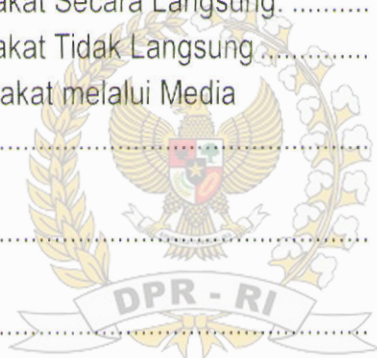 akat Secara Langsung. ..........
akat Tidak Langsung ..............
akat melalui Media
................................................
................................................
DPR - RI
................................................